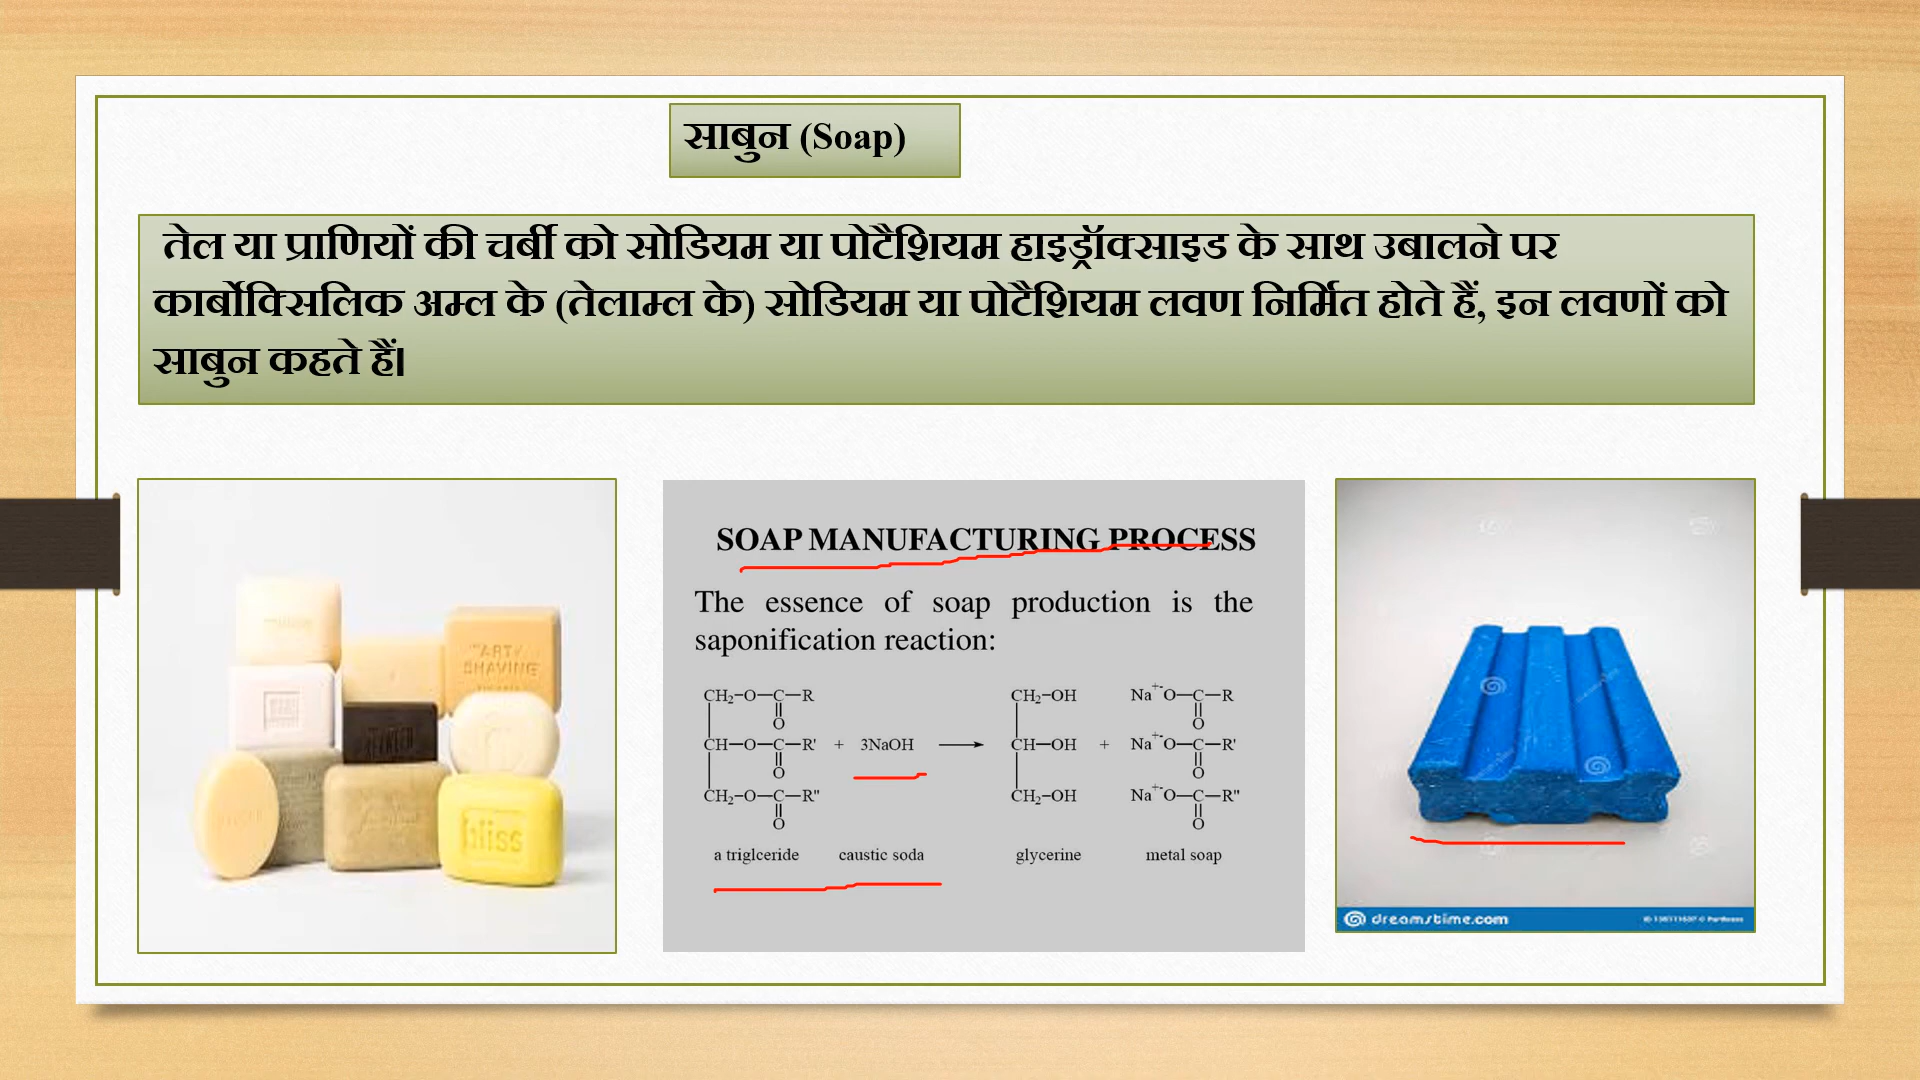 साबुन (Soap)
तेल या प्राणियों की चर्बी को सोडियम या पोटैशियम हाइड्रॉक्साइड के साथ उबालने पर
कार्बोक्सिलिक अम्ल के (तेलाम्ल के) सोडियम या पोटैशियम लवण निर्मित होते हैं, इन लवणों को
साबुन कहते हैं।
SOAP MANUFACTURING PROCESS
The essence of soap production is the
saponification reaction:
CH₂–O–C–R
O
CH–O–C–R'
O
CH₂–O–C–R"
O
+ 3NaOH
CH₂–OH
CH–OH
CH₂–OH
+
Na⁺⁻O–C–R
O
Na⁺⁻O–C–R'
O
Na⁺⁻O–C–R"
O
a triglceride caustic soda glycerine metal soap
SHAVING
bliss
dreamstime.com